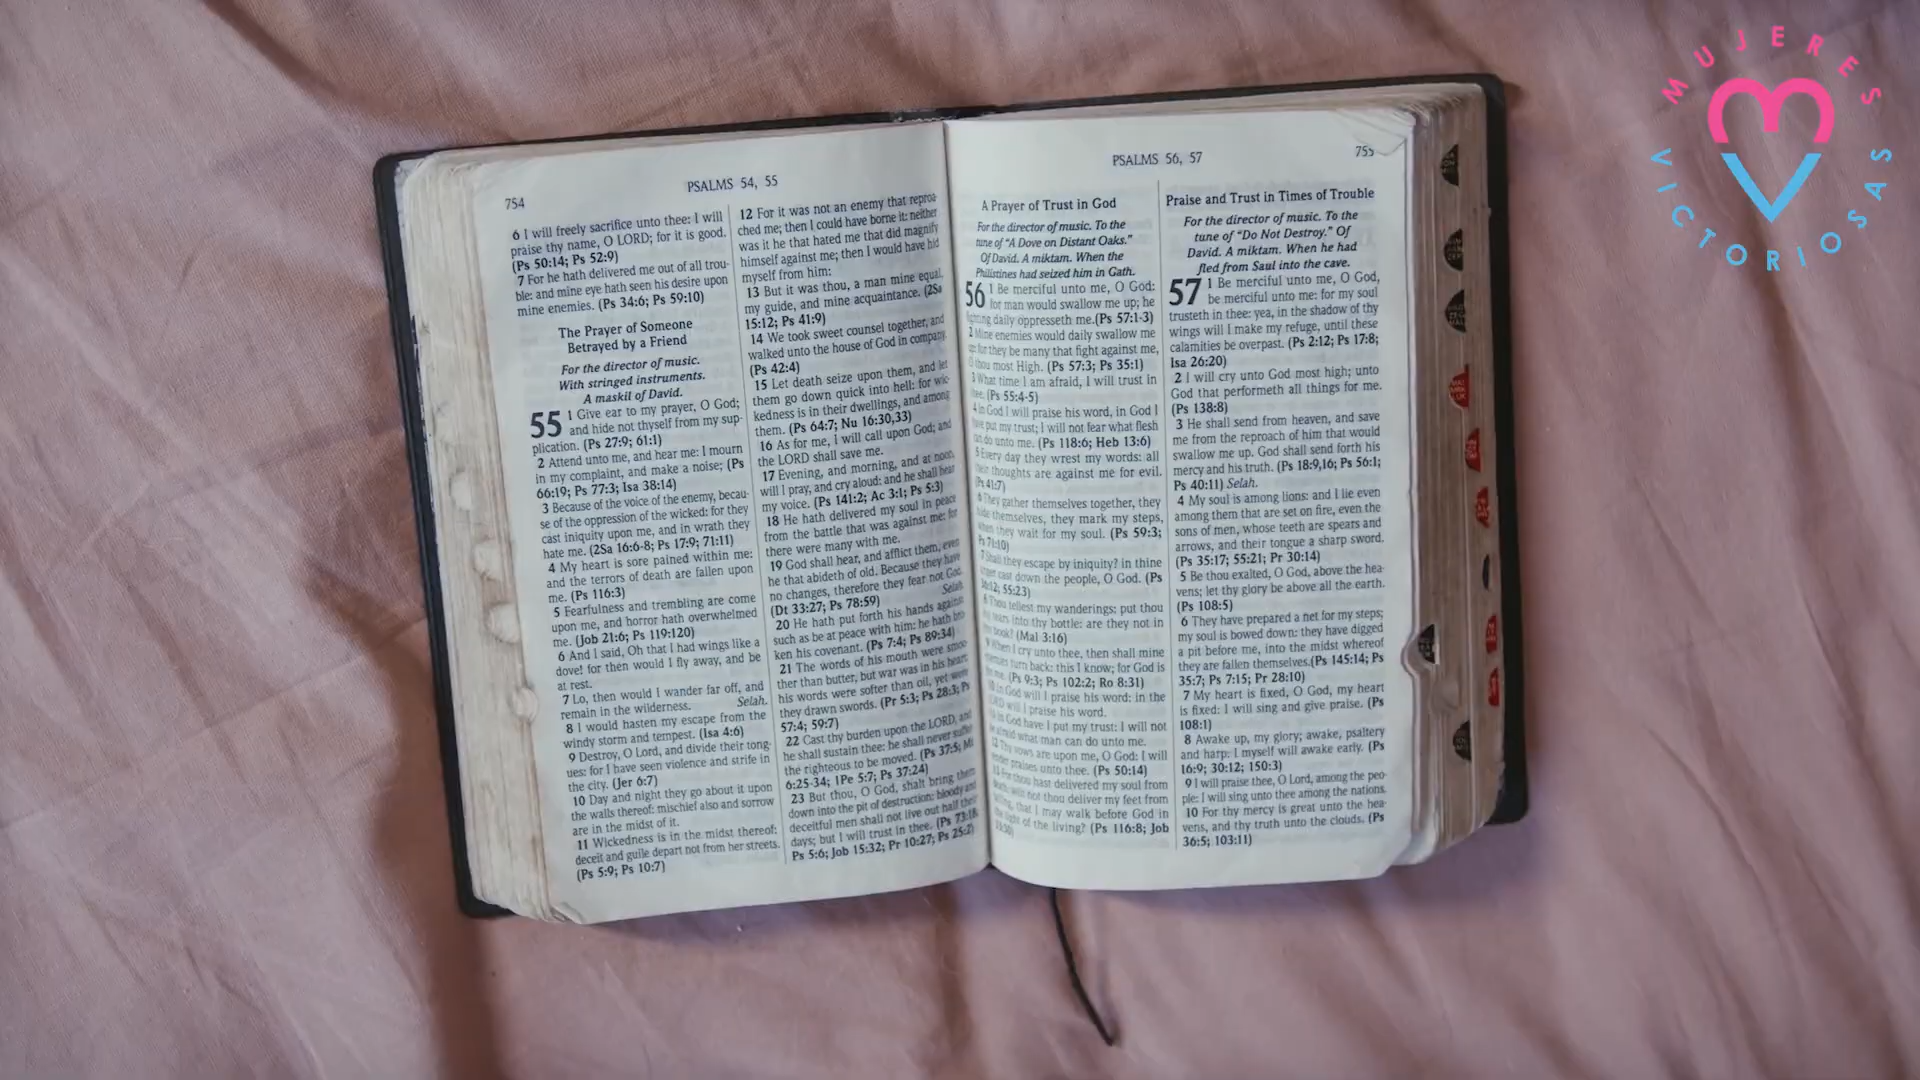 MUJERES
VICTORIOSAS
754
PSALMS 54, 55
6 I will freely sacrifice unto thee: I will
praise thy name, O LORD; for it is good.
(Ps 50:14; Ps 52:9)
7 For he hath delivered me out of all trou-
ble: and mine eye hath seen his desire upon
mine enemies. (Ps 34:6; Ps 59:10)
The Prayer of Someone
Betrayed by a Friend
For the director of music.
With stringed instruments.
A maskil of David.
55 1 Give ear to my prayer, O God;
and hide not thyself from my sup-
plication. (Ps 27:9; 61:1)
2 Attend unto me, and hear me: I mourn
in my complaint, and make a noise; (Ps
66:19; Ps 77:3; Isa 38:14)
3 Because of the voice of the enemy, becau-
se of the oppression of the wicked: for they
cast iniquity upon me, and in wrath they
hate me. (2Sa 16:6-8; Ps 17:9; 71:11)
4 My heart is sore pained within me:
and the terrors of death are fallen upon
me. (Ps 116:3)
5 Fearfulness and trembling are come
upon me, and horror hath overwhelmed
me. (Job 21:6; Ps 119:120)
6 And I said, Oh that I had wings like a
dove! for then would I fly away, and be
at rest.
7 Lo, then would I wander far off, and
remain in the wilderness. Selah.
8 I would hasten my escape from the
windy storm and tempest. (Isa 4:6)
9 Destroy, O Lord, and divide their tong-
ues: for I have seen violence and strife in
the city. (Jer 6:7)
10 Day and night they go about it upon
the walls thereof: mischief also and sorrow
are in the midst of it.
11 Wickedness is in the midst thereof:
deceit and guile depart not from her streets.
(Ps 5:9; Ps 10:7)
12 For it was not an enemy that reproa-
ched me; then I could have borne it: neither
was it he that hated me that did magnify
himself against me; then I would have hid
myself from him:
13 But it was thou, a man mine equal,
my guide, and mine acquaintance. (2Sa
15:12; Ps 41:9)
14 We took sweet counsel together, and
walked unto the house of God in company.
(Ps 42:4)
15 Let death seize upon them, and let
them go down quick into hell: for wic-
kedness is in their dwellings, and among
them. (Ps 64:7; Nu 16:30,33)
16 As for me, I will call upon God; and
the LORD shall save me.
17 Evening, and morning, and at noon,
will I pray, and cry aloud: and he shall hear
my voice. (Ps 141:2; Ac 3:1; Ps 5:3)
18 He hath delivered my soul in peace
from the battle that was against me: for
there were many with me.
19 God shall hear, and afflict them, even
he that abideth of old. Because they have
no changes, therefore they fear not God.
(Dt 33:27; Ps 78:59) Selah.
20 He hath put forth his hands against
such as be at peace with him: he hath bro-
ken his covenant. (Ps 7:4; Ps 89:34)
21 The words of his mouth were smoo-
ther than butter, but war was in his heart:
his words were softer than oil, yet were
they drawn swords. (Pr 5:3; Ps 28:3; Ps
57:4; 59:7)
22 Cast thy burden upon the LORD, and
he shall sustain thee: he shall never suffer
the righteous to be moved. (Ps 37:5; Mt
6:25-34; 1Pe 5:7; Ps 37:24)
23 But thou, O God, shalt bring them
down into the pit of destruction: bloody and
deceitful men shall not live out half their
days; but I will trust in thee. (Ps 73:18;
Ps 5:6; Job 15:32; Pr 10:27; Ps 25:2)
PSALMS 56, 57
755
A Prayer of Trust in God
For the director of music. To the
tune of "A Dove on Distant Oaks."
Of David. A miktam. When the
Philistines had seized him in Gath.
56 1 Be merciful unto me, O God:
for man would swallow me up; he
fighting daily oppresseth me.(Ps 57:1-3)
2 Mine enemies would daily swallow me
up: for they be many that fight against me,
O thou most High. (Ps 57:3; Ps 35:1)
3 What time I am afraid, I will trust in
thee. (Ps 55:4-5)
4 In God I will praise his word, in God I
have put my trust; I will not fear what flesh
can do unto me. (Ps 118:6; Heb 13:6)
5 Every day they wrest my words: all
their thoughts are against me for evil.
(Ps 41:7)
6 They gather themselves together, they
hide themselves, they mark my steps,
when they wait for my soul. (Ps 59:3;
Ps 71:10)
7 Shall they escape by iniquity? in thine
anger cast down the people, O God. (Ps
55:23)
8 Thou tellest my wanderings: put thou
my tears into thy bottle: are they not in
thy book? (Mal 3:16)
9 When I cry unto thee, then shall mine
enemies turn back: this I know; for God is
me. (Ps 9:3; Ps 102:2; Ro 8:31)
10 In God will I praise his word: in the
LORD will I praise his word.
11 In God have I put my trust: I will not
be afraid what man can do unto me.
12 Thy vows are upon me, O God: I will
render praises unto thee. (Ps 50:14)
13 For thou hast delivered my soul from
death: wilt not thou deliver my feet from
falling, that I may walk before God in
the light of the living? (Ps 116:8; Job
Praise and Trust in Times of Trouble
For the director of music. To the
tune of "Do Not Destroy." Of
David. A miktam. When he had
fled from Saul into the cave.
57 1 Be merciful unto me, O God,
be merciful unto me: for my soul
trusteth in thee: yea, in the shadow of thy
wings will I make my refuge, until these
calamities be overpast. (Ps 2:12; Ps 17:8;
Isa 26:20)
2 I will cry unto God most high; unto
God that performeth all things for me.
(Ps 138:8)
3 He shall send from heaven, and save
me from the reproach of him that would
swallow me up. God shall send forth his
mercy and his truth. (Ps 18:9,16; Ps 56:1;
Ps 40:11) Selah.
4 My soul is among lions: and I lie even
among them that are set on fire, even the
sons of men, whose teeth are spears and
arrows, and their tongue a sharp sword.
(Ps 35:17; 55:21; Pr 30:14)
5 Be thou exalted, O God, above the hea-
vens; let thy glory be above all the earth.
(Ps 108:5)
6 They have prepared a net for my steps;
my soul is bowed down: they have digged
a pit before me, into the midst whereof
they are fallen themselves.(Ps 145:14; Ps
35:7; Ps 7:15; Pr 28:10)
7 My heart is fixed, O God, my heart
is fixed: I will sing and give praise. (Ps
108:1)
8 Awake up, my glory; awake, psaltery
and harp: I myself will awake early. (Ps
16:9; 30:12; 150:3)
9 I will praise thee, O Lord, among the peo-
ple: I will sing unto thee among the nations.
10 For thy mercy is great unto the hea-
vens, and thy truth unto the clouds. (Ps
36:5; 103:11)